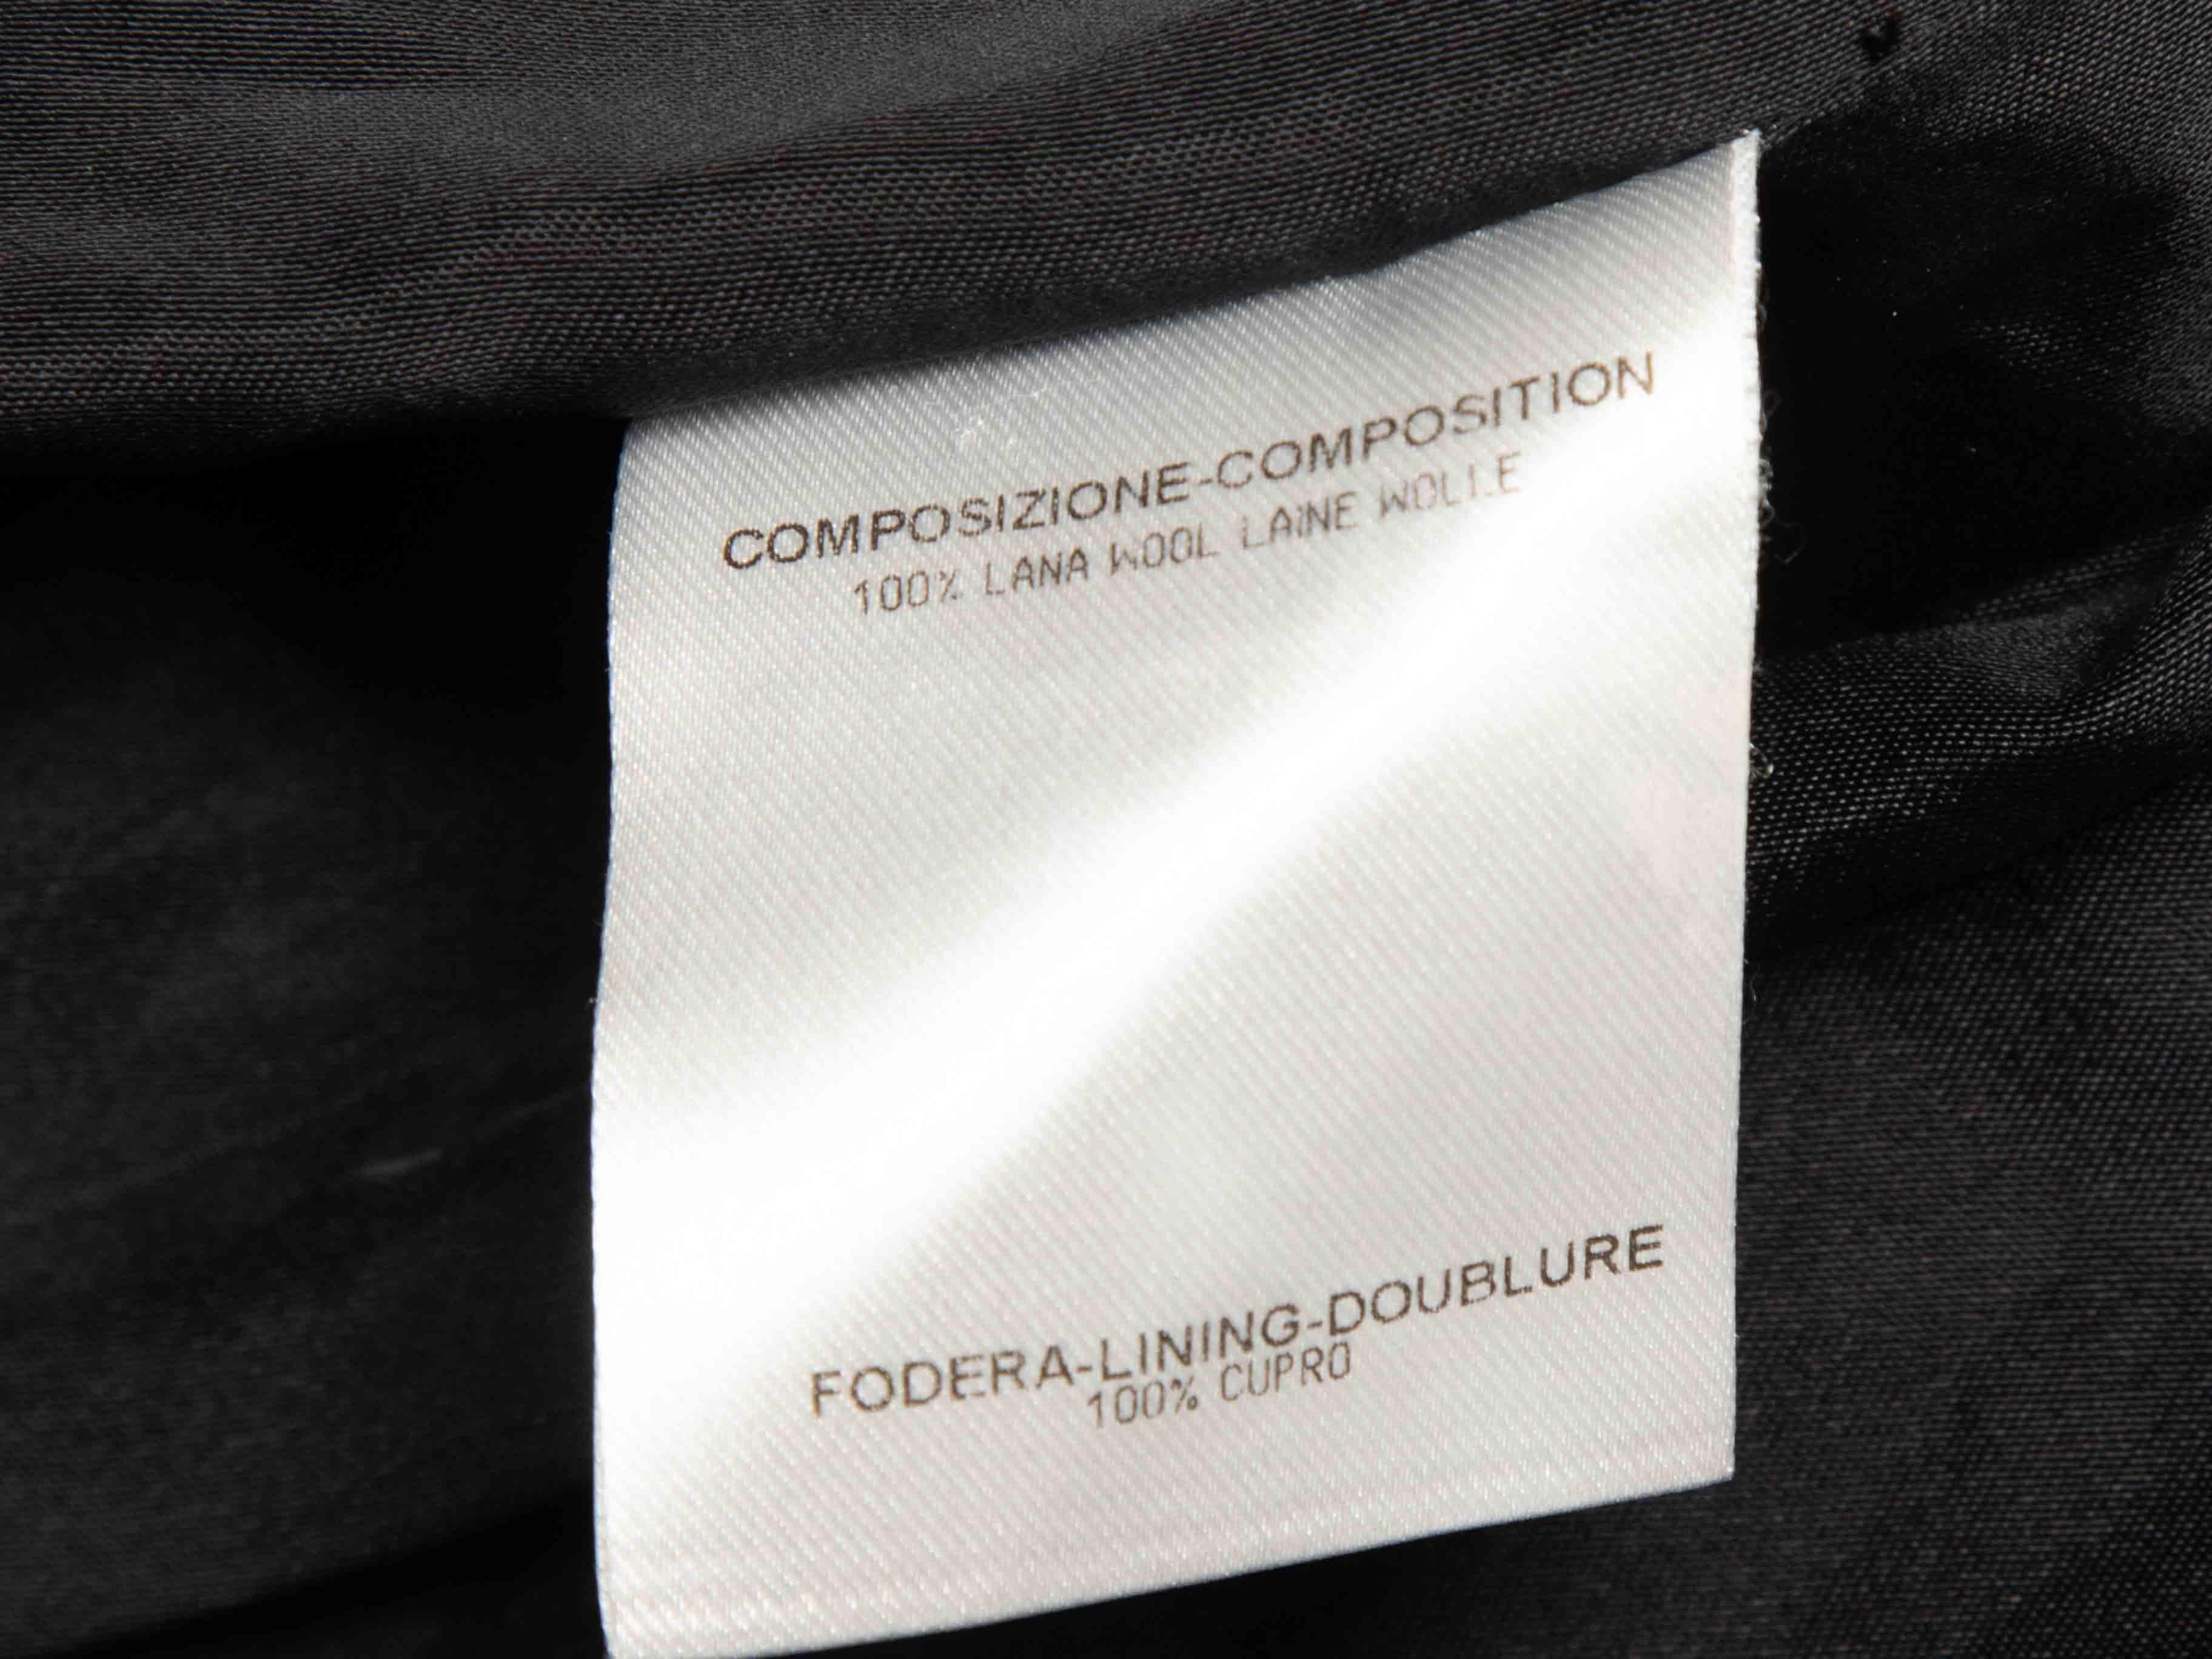 COMPOSIZIONE-COMPOSITION
100% LANA WOOL LAINE WOLLE
FODERA-LINING-DOUBLURE
100% CUPRO